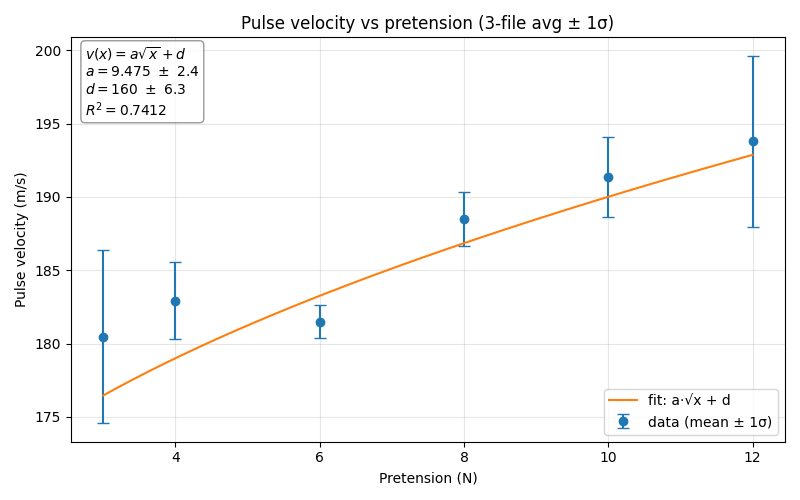 Pulse velocity vs pretension (3-file avg ± 1σ)
v(x) = a√x + d
a = 9.475 ± 2.4
d = 160 ± 6.3
R² = 0.7412
200
195
190
185
180
175
Pulse velocity (m/s)
4 6 8 10 12
Pretension (N)
fit: a·√x + d
data (mean ± 1σ)